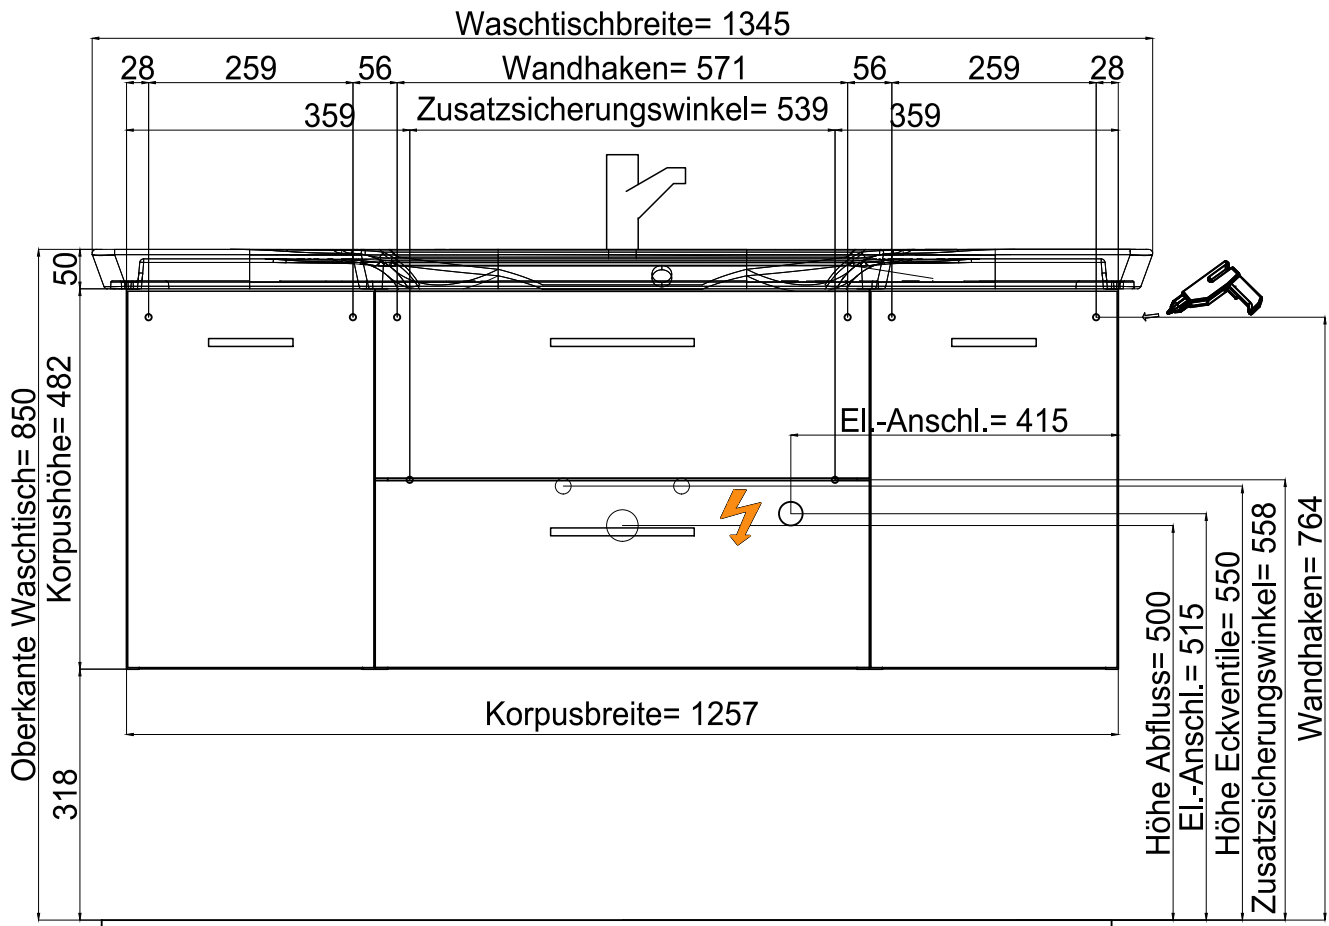 Waschtischbreite= 1345
28 259 56 Wandhaken= 571 56 259 28
359 Zusatzsicherungswinkel= 539 359
50
Oberkante Waschtisch= 850
Korpushöhe= 482
El.-Anschl.= 415
Korpusbreite= 1257
318
Höhe Abfluss= 500
El.-Anschl.= 515
Höhe Eckventile= 550
Zusatzsicherungswinkel= 558
Wandhaken= 764